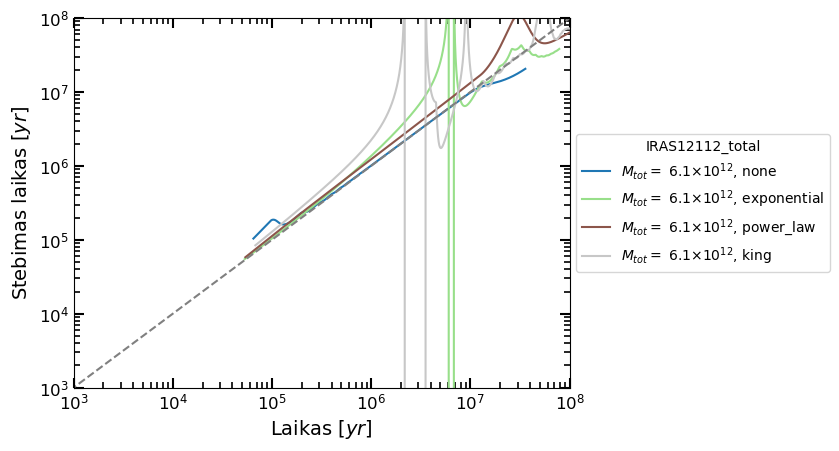 10^8
10^7
10^6
10^5
10^4
10^3
Stebimas laikas [yr]
10^3 10^4 10^5 10^6 10^7 10^8
Laikas [yr]
IRAS12112_total
M_tot = 6.1×10^12, none
M_tot = 6.1×10^12, exponential
M_tot = 6.1×10^12, power_law
M_tot = 6.1×10^12, king